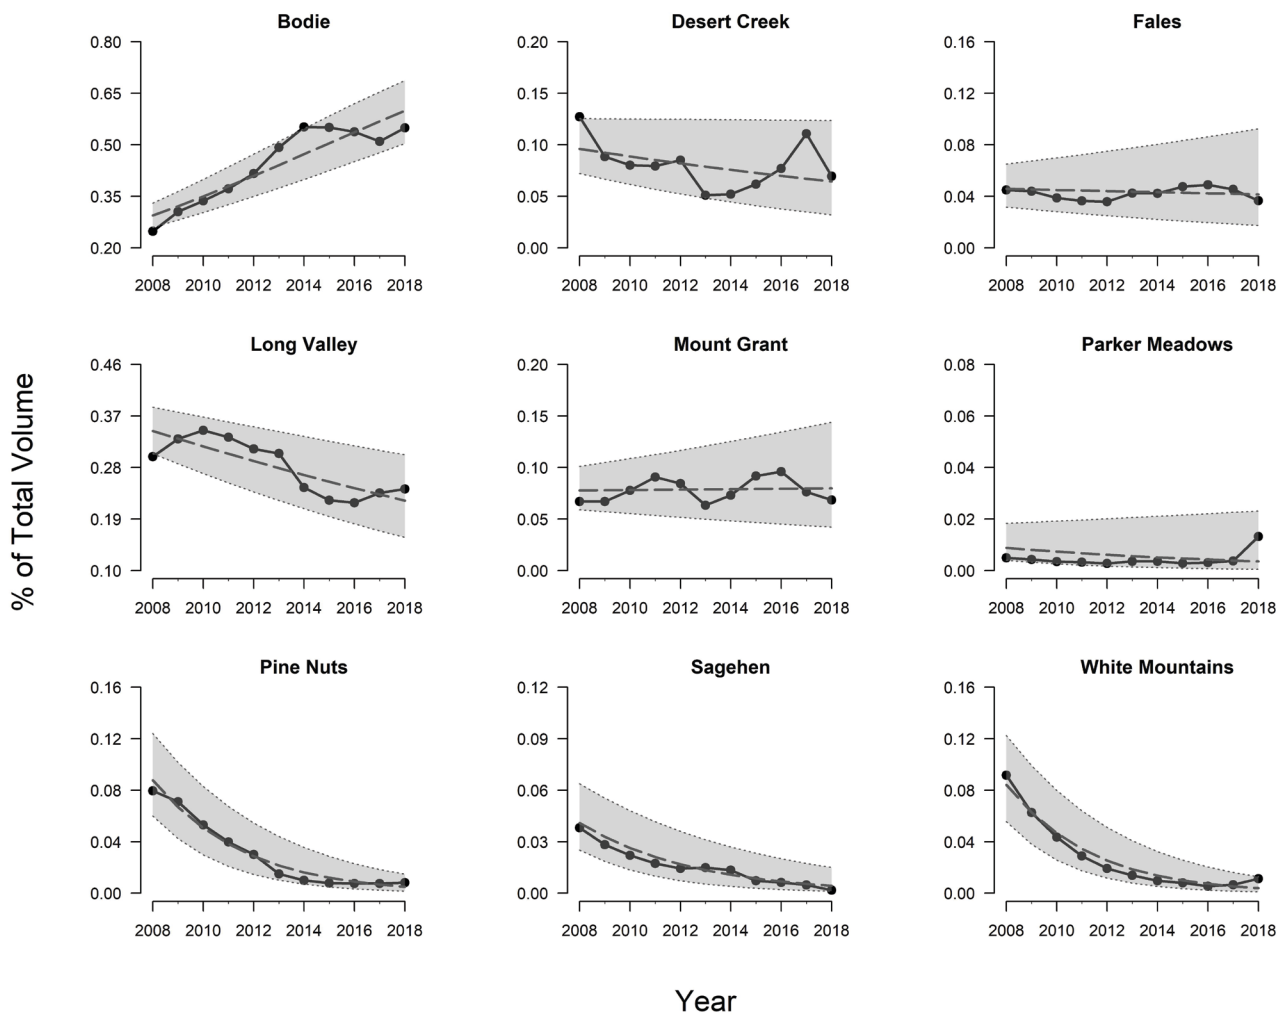 Bodie
0.80
0.65
0.50
0.35
0.20
2008 2010 2012 2014 2016 2018
Desert Creek
0.20
0.15
0.10
0.05
0.00
2008 2010 2012 2014 2016 2018
Fales
0.16
0.12
0.08
0.04
0.00
2008 2010 2012 2014 2016 2018
% of Total Volume
Long Valley
0.46
0.37
0.28
0.19
0.10
2008 2010 2012 2014 2016 2018
Mount Grant
0.20
0.15
0.10
0.05
0.00
2008 2010 2012 2014 2016 2018
Parker Meadows
0.08
0.06
0.04
0.02
0.00
2008 2010 2012 2014 2016 2018
Pine Nuts
0.16
0.12
0.08
0.04
0.00
2008 2010 2012 2014 2016 2018
Sagehen
0.12
0.09
0.06
0.03
0.00
2008 2010 2012 2014 2016 2018
White Mountains
0.16
0.12
0.08
0.04
0.00
2008 2010 2012 2014 2016 2018
Year